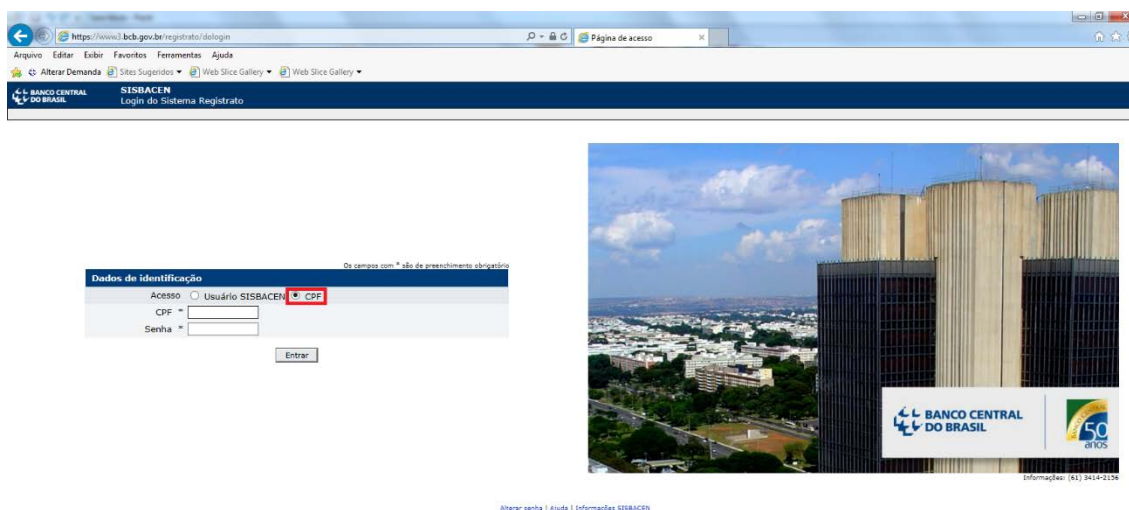 https://www3.bcb.gov.br/registrato/dologin
Página de acesso
Arquivo Editar Exibir Favoritos Ferramentas Ajuda
Alterar Demanda Sites Sugeridos Web Slice Gallery Web Slice Gallery
BANCO CENTRAL DO BRASIL
SISBACEN
Login do Sistema Registrato
Os campos com * são de preenchimento obrigatório
Dados de identificação
Acesso Usuário SISBACEN CPF
CPF *
Senha *
Entrar
BANCO CENTRAL
DO BRASIL
BANCO CENTRAL
50
anos
Informações: (61) 3414-2156
Alterar senha | Ajuda | Informações SISBACEN